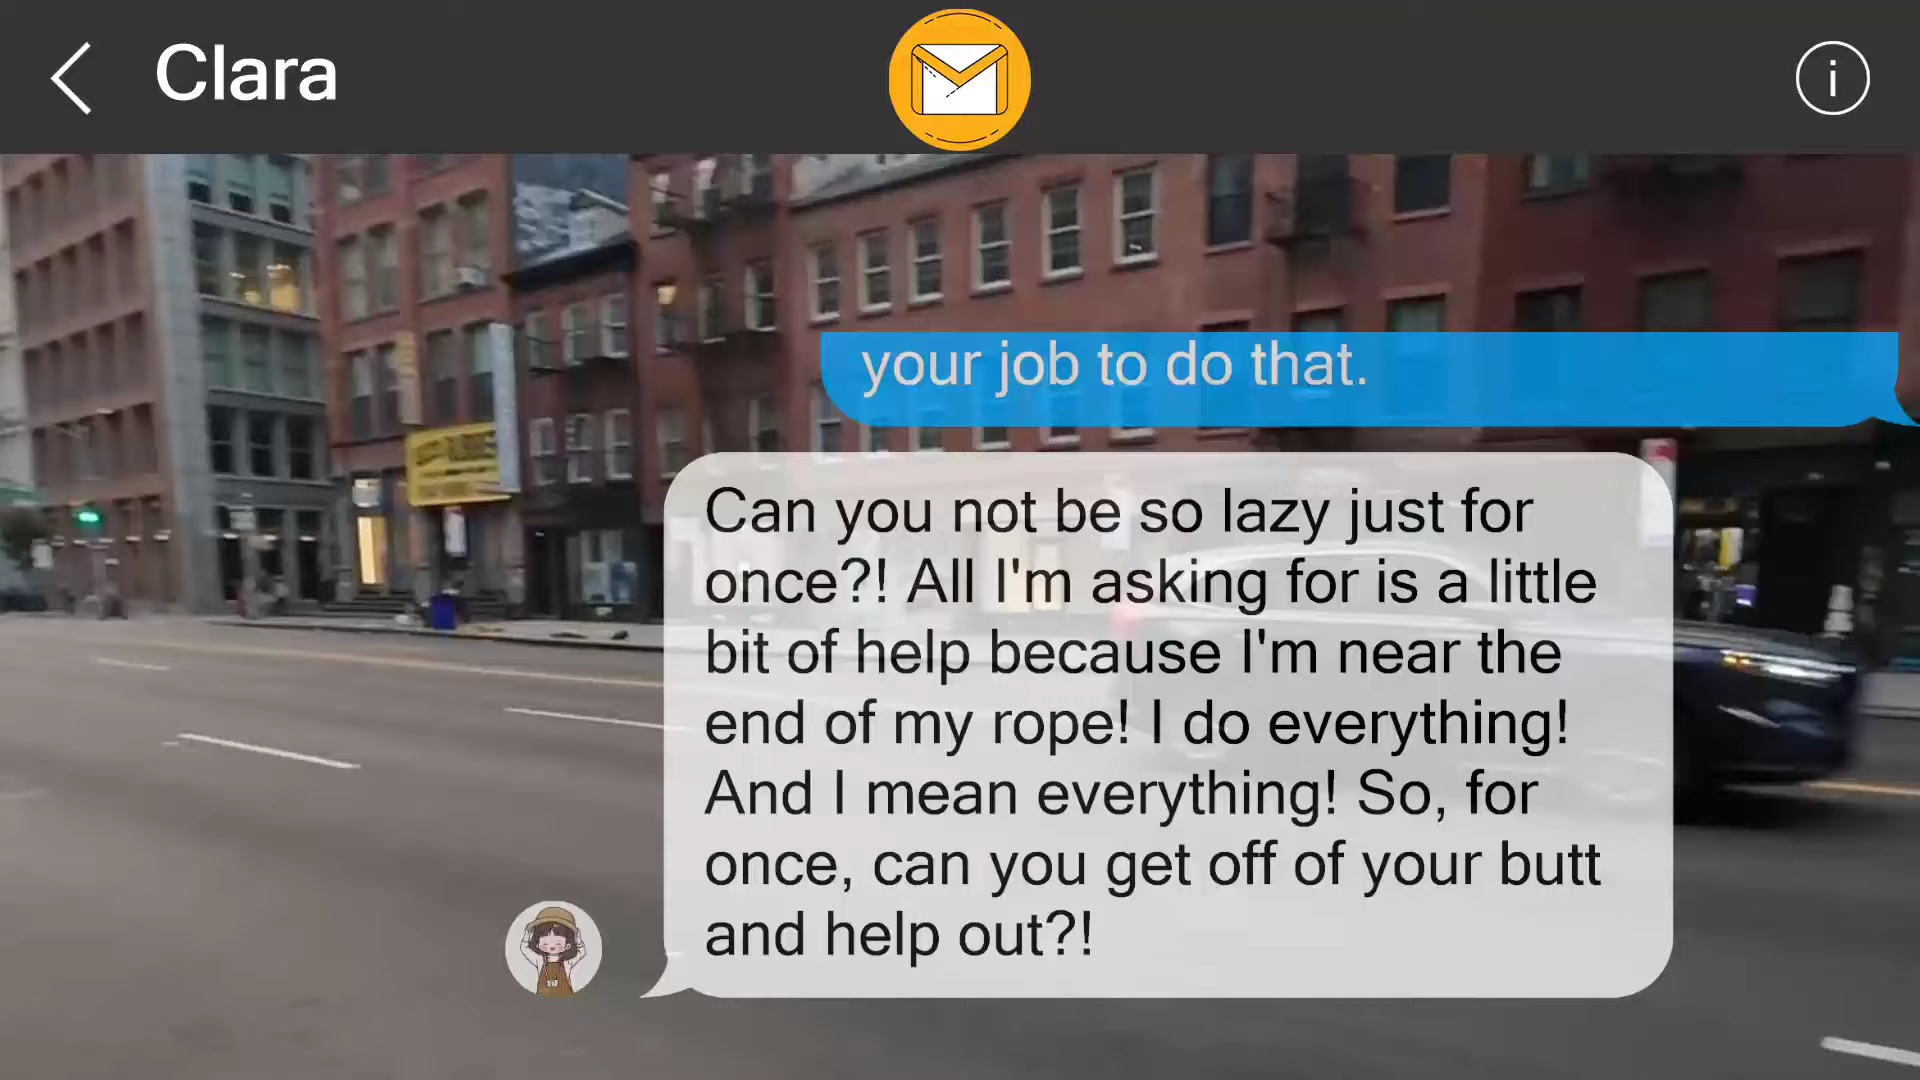 Clara
i
your job to do that.
Can you not be so lazy just for
once?! All I'm asking for is a little
bit of help because I'm near the
end of my rope! I do everything!
And I mean everything! So, for
once, can you get off of your butt
and help out?!